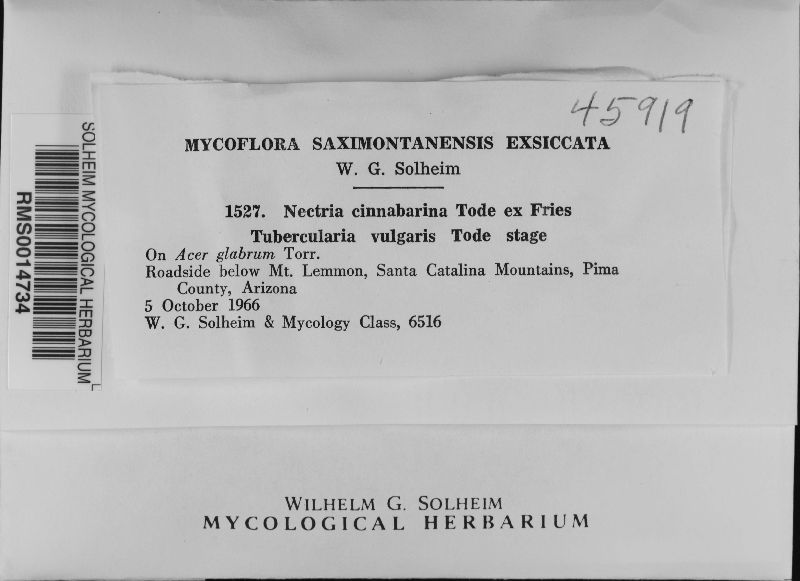 45919
MYCOFLORA SAXIMONTANENSIS EXSICCATA
W. G. Solheim
1527. Nectria cinnabarina Tode ex Fries
Tubercularia vulgaris Tode stage
On Acer glabrum Torr.
Roadside below Mt. Lemmon, Santa Catalina Mountains, Pima
County, Arizona
5 October 1966
W. G. Solheim & Mycology Class, 6516
SOLHEIM MYCOLOGICAL HERBARIUM
RMS0014734
WILHELM G. SOLHEIM
MYCOLOGICAL HERBARIUM